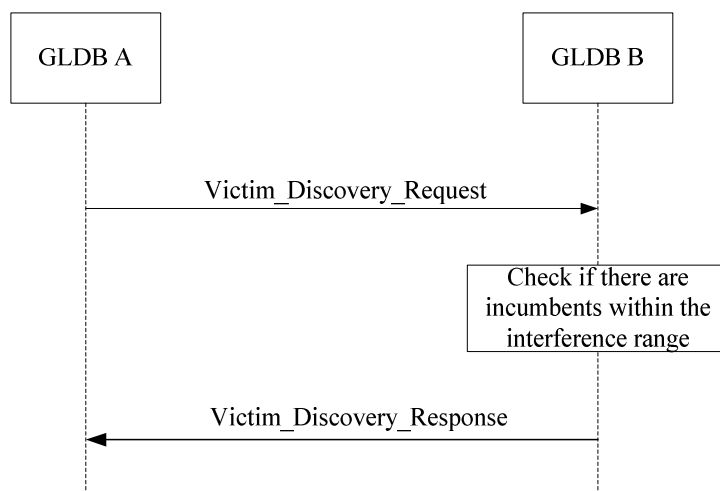 GLDB A
GLDB B
Victim_Discovery_Request
Check if there are
incumbents within the
interference range
Victim_Discovery_Response